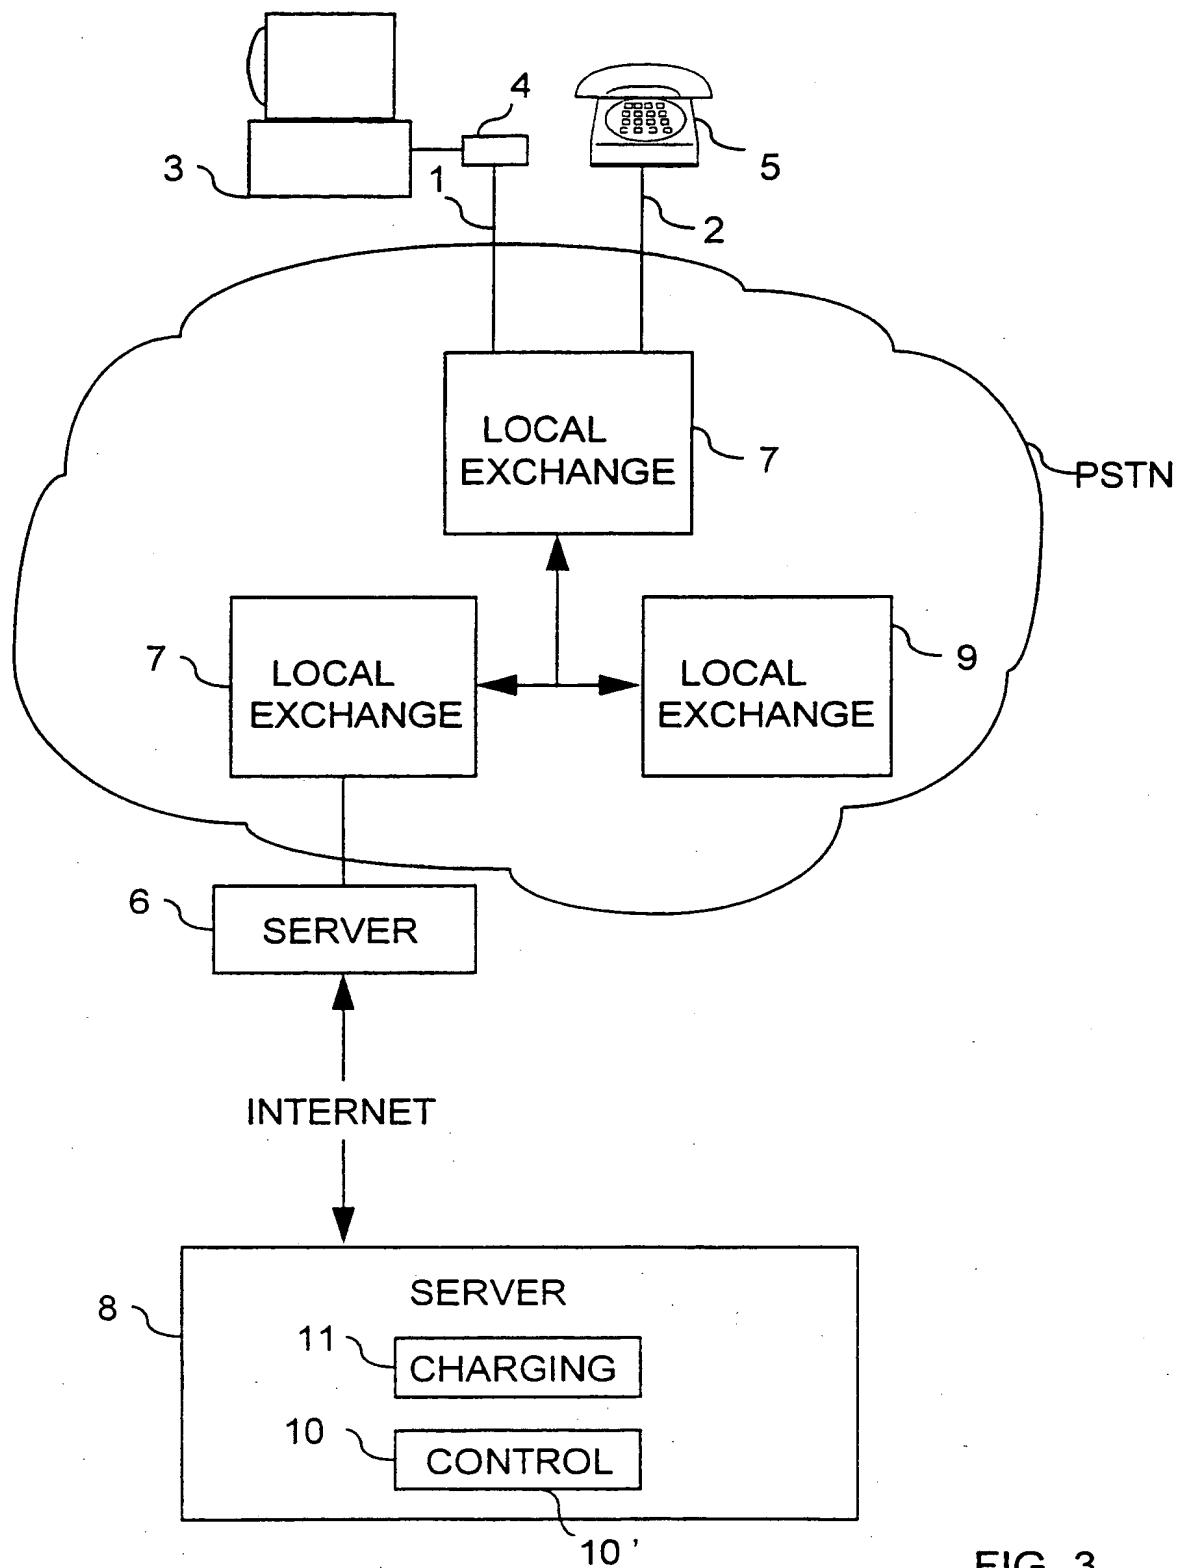 4
3
5
1
2
LOCAL
EXCHANGE
7
PSTN
7
LOCAL
EXCHANGE
LOCAL
EXCHANGE
9
6
SERVER
INTERNET
8
SERVER
11
CHARGING
10
CONTROL
10'
FIG. 3